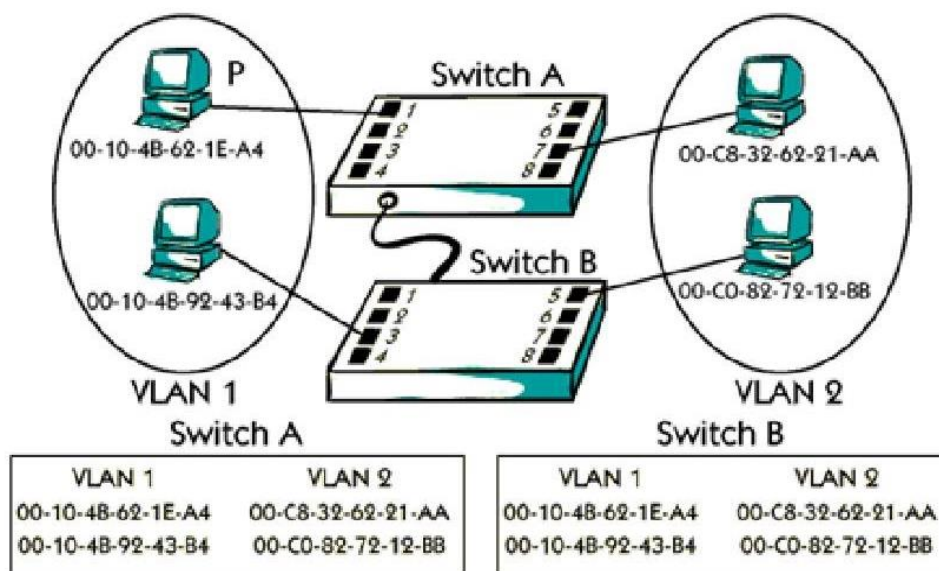 P
Switch A
00-10-4B-62-1E-A4
1
2
3
4
5
6
7
8
00-C8-32-62-21-AA
Switch B
00-10-4B-92-43-B4
1
2
3
4
5
6
7
8
00-C0-82-72-12-BB
VLAN 1
VLAN 2
Switch A
VLAN 1 VLAN 2
00-10-4B-62-1E-A4 00-C8-32-62-21-AA
00-10-4B-92-43-B4 00-C0-82-72-12-BB
Switch B
VLAN 1 VLAN 2
00-10-4B-62-1E-A4 00-C8-32-62-21-AA
00-10-4B-92-43-B4 00-C0-82-72-12-BB